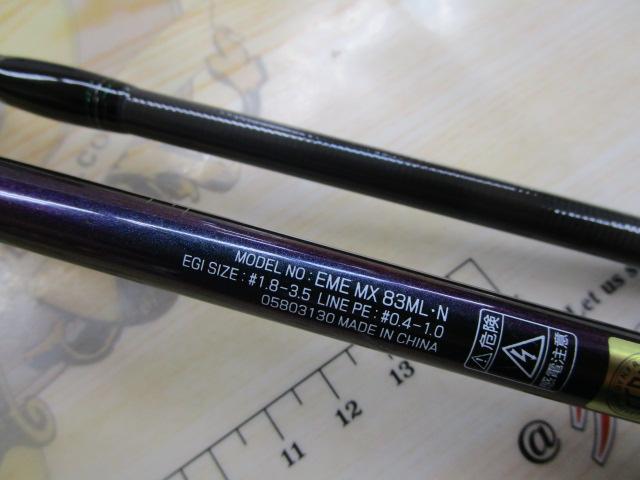 MODEL NO : EME MX 83ML・N
EGI SIZE : #1.8-3.5 LINE PE : #0.4-1.0
05803130 MADE IN CHINA
危険
感電注意
Let us s
11 12 13
@